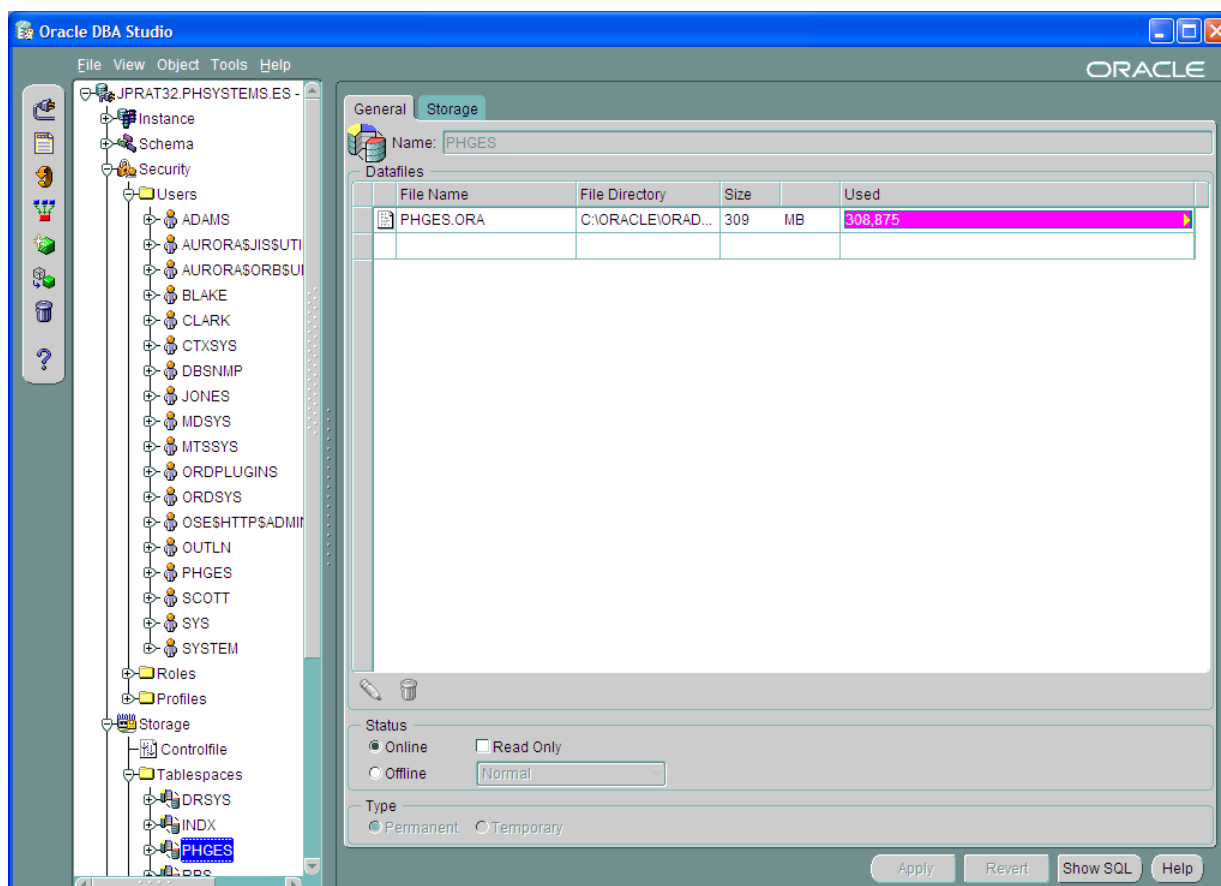 Oracle DBA Studio
File View Object Tools Help
ORACLE
JPRAT32.PHSYSTEMS.ES -
Instance
Schema
Security
Users
ADAMS
AURORA$JIS$UTI
AURORA$ORB$U
BLAKE
CLARK
CTXSYS
DBSNMP
JONES
MDSYS
MTSSYS
ORDPLUGINS
ORDSYS
OSE$HTTP$ADMI
OUTLN
PHGES
SCOTT
SYS
SYSTEM
Roles
Profiles
Storage
Controlfile
Tablespaces
DRSYS
INDX
PHGES
RBS
General Storage
Name: PHGES
Datafiles
File Name File Directory Size Used
PHGES.ORA C:\ORACLE\ORAD... 309 MB 308,875
Status
Online Read Only
Offline Normal
Type
Permanent Temporary
Apply Revert Show SQL Help